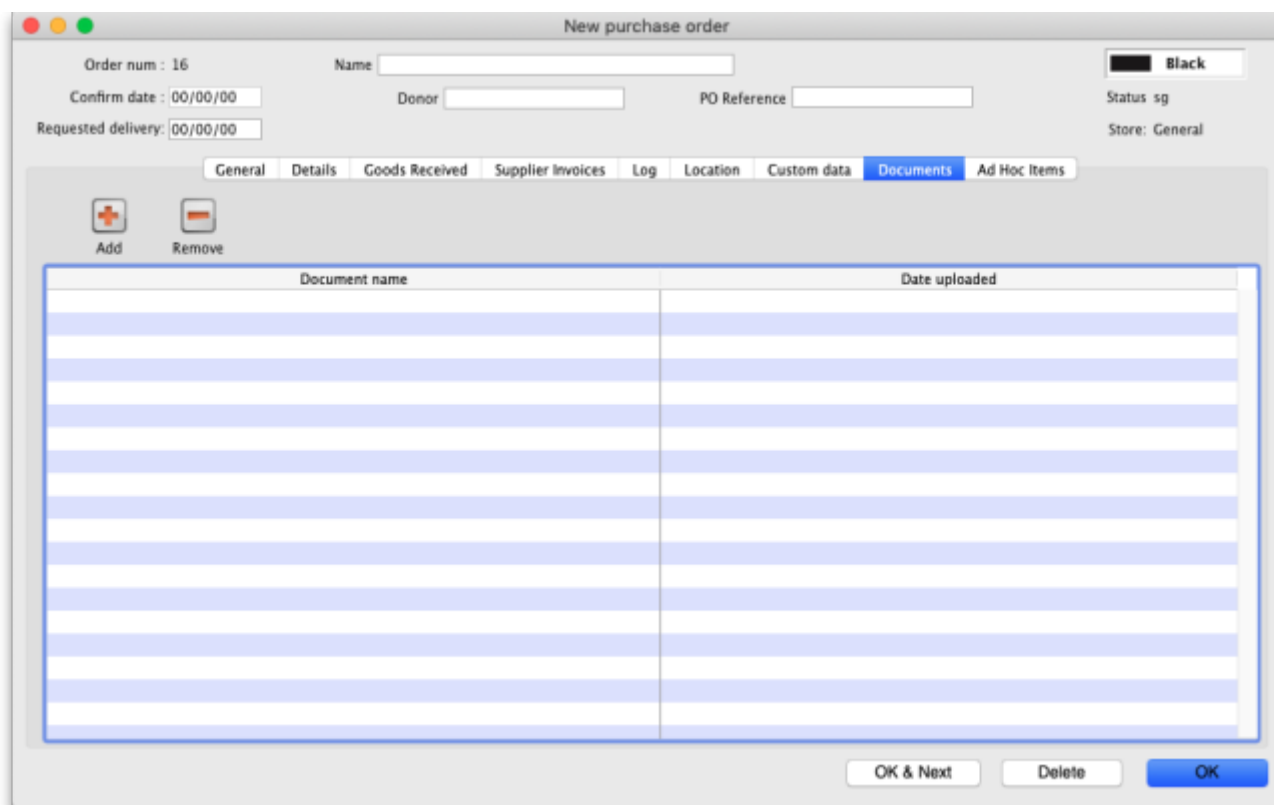 New purchase order
Order num : 16 Name Black
Confirm date : 00/00/00 Donor PO Reference Status sg
Requested delivery: 00/00/00 Store: General
General Details Goods Received Supplier Invoices Log Location Custom data Documents Ad Hoc Items
Add Remove
Document name Date uploaded
OK & Next Delete OK